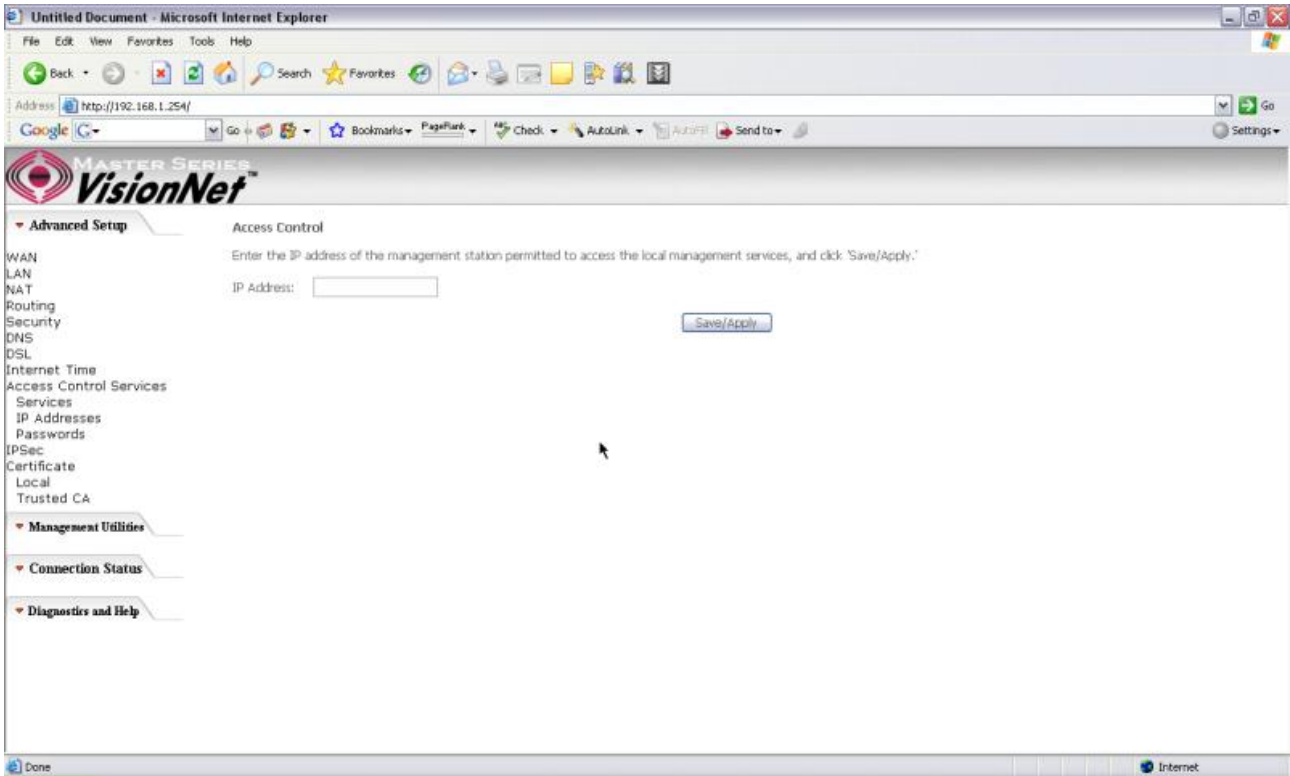 Untitled Document - Microsoft Internet Explorer
File Edit View Favorites Tools Help
Back Search Favorites
Address http://192.168.1.254/ Go
Google G Go Bookmarks PageRank Check AutoLink AutoFill Send to Settings
MASTER SERIES
VisionNet™
Advanced Setup
WAN
LAN
NAT
Routing
Security
DNS
DSL
Internet Time
Access Control Services
Services
IP Addresses
Passwords
IPSec
Certificate
Local
Trusted CA
Management Utilities
Connection Status
Diagnostics and Help
Access Control
Enter the IP address of the management station permitted to access the local management services, and click 'Save/Apply.'
IP Address:
Save/Apply
Done Internet